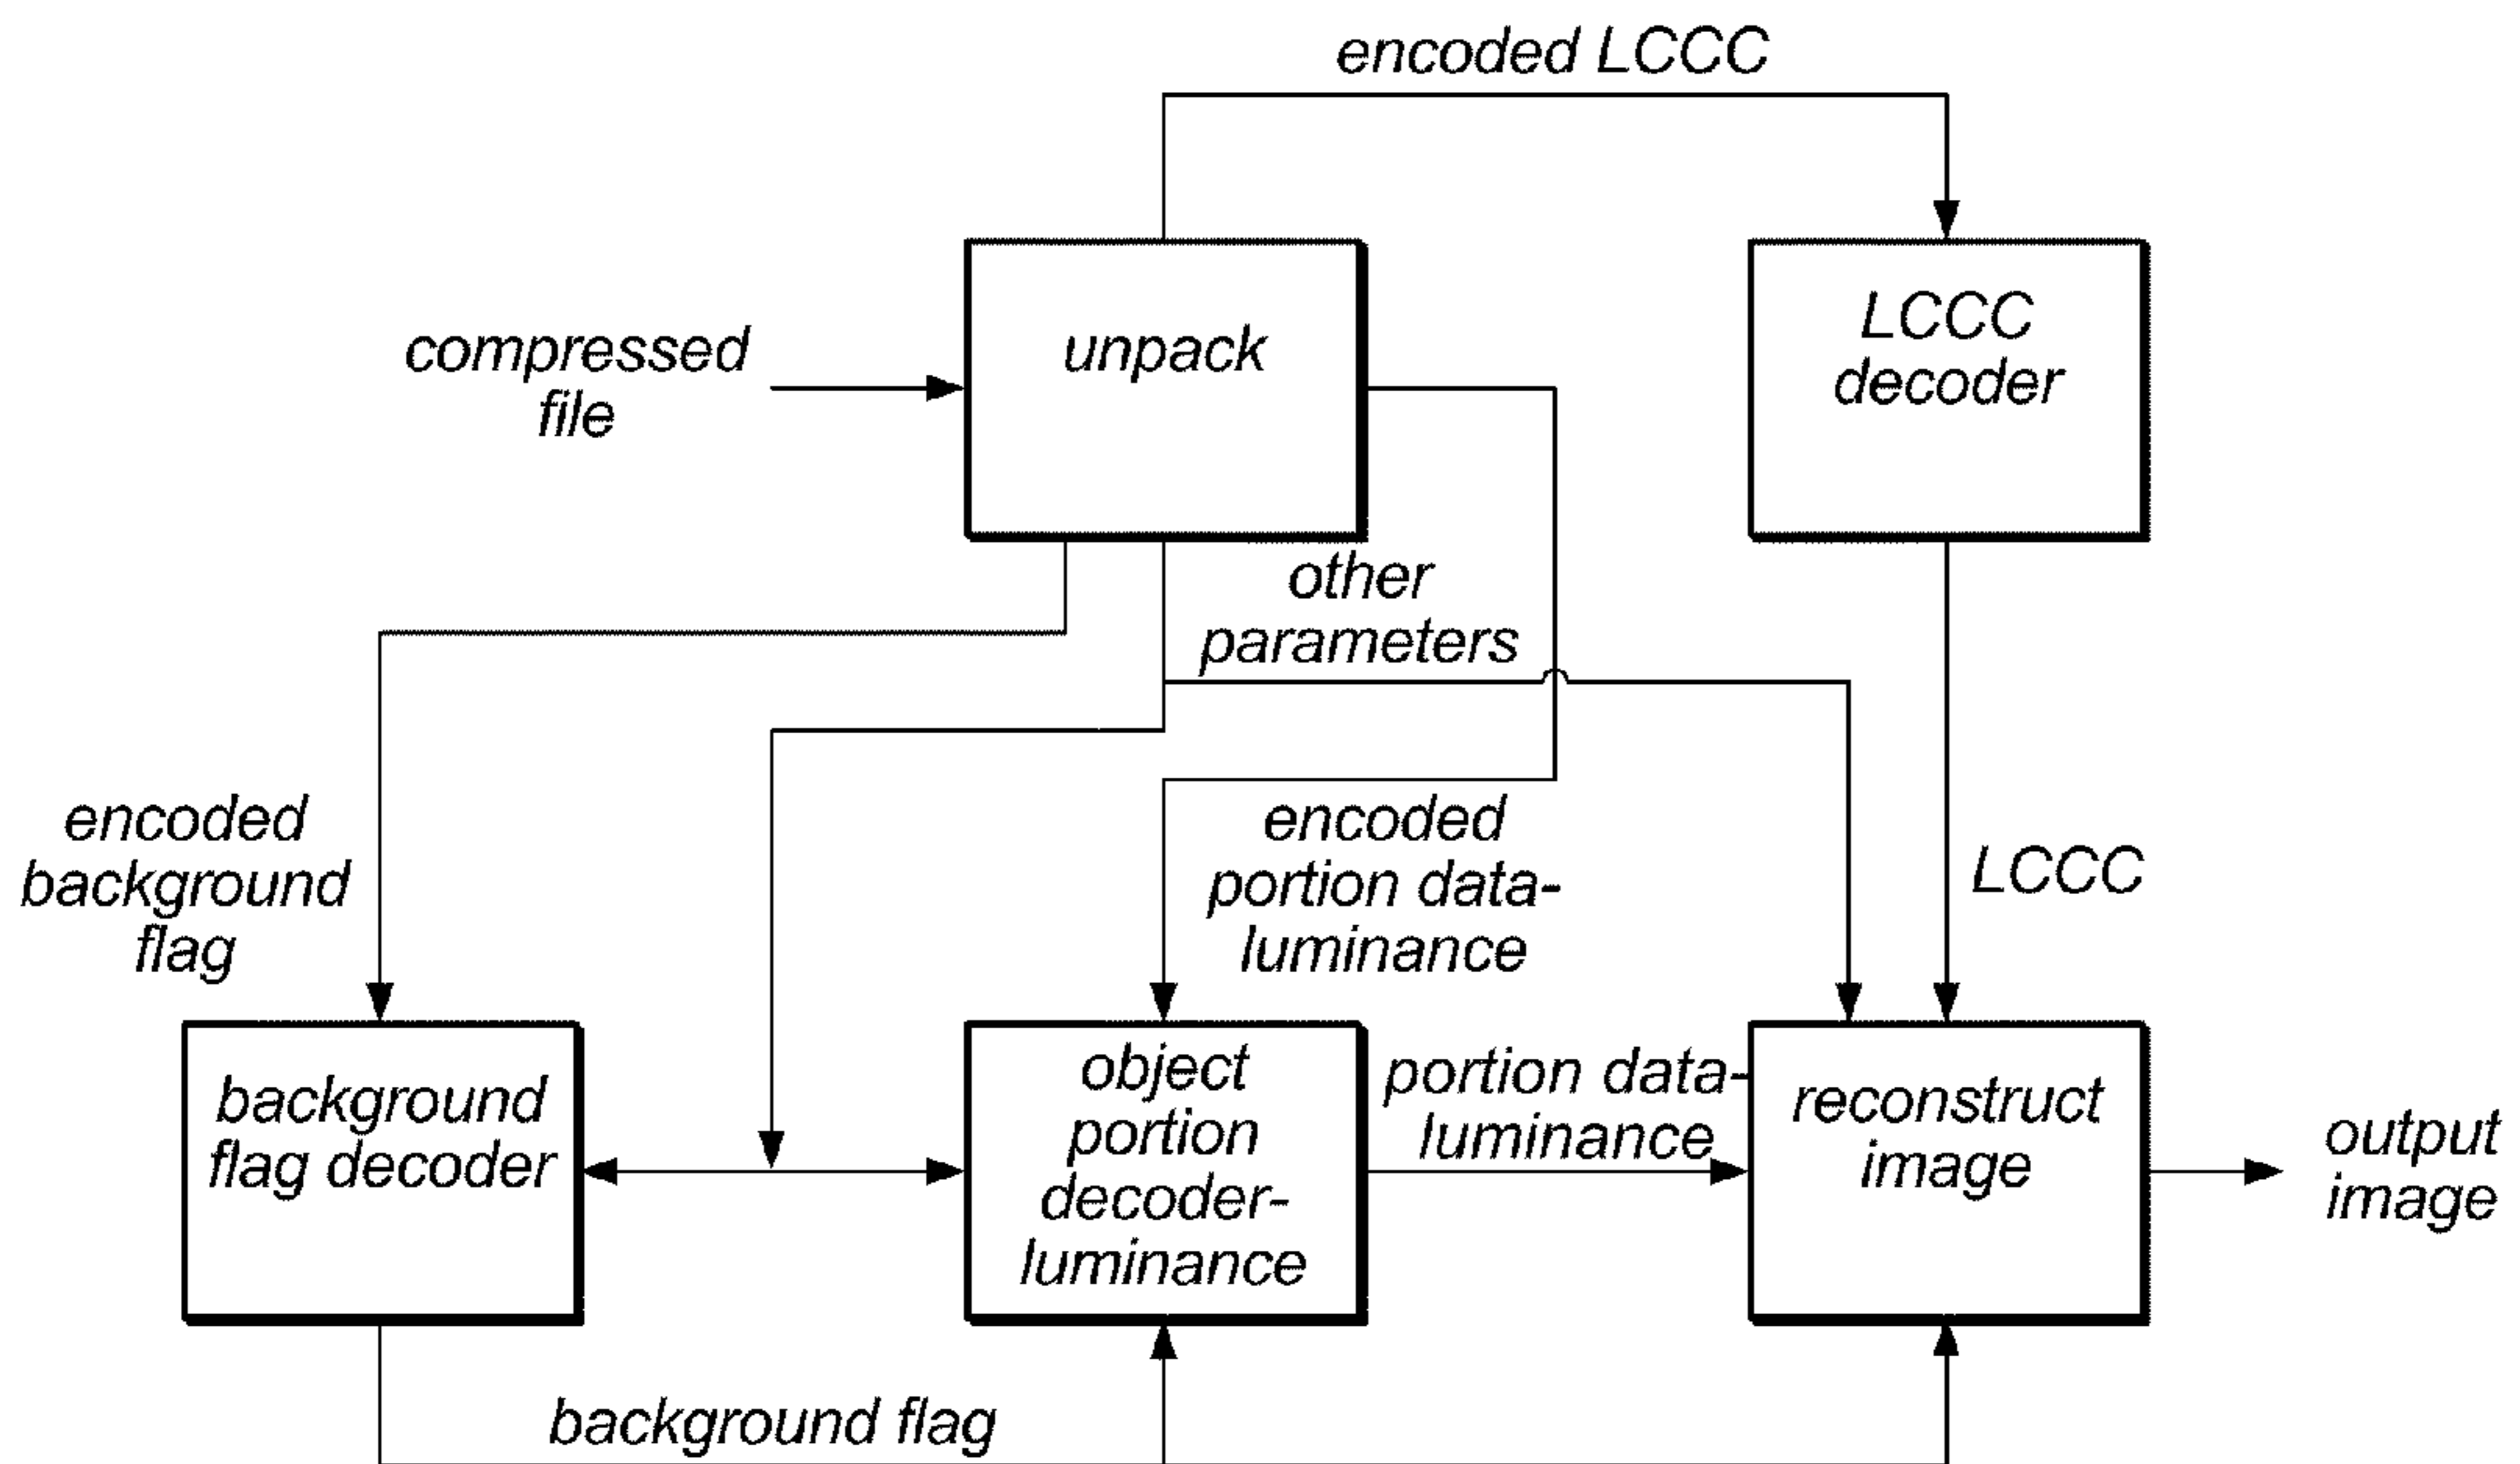 encoded LCCC
compressed
file
unpack
LCCC
decoder
other
parameters
encoded
background
flag
encoded
portion data-
luminance
LCCC
background
flag decoder
object
portion
decoder-
luminance
portion data-
luminance
reconstruct
image
output
image
background flag